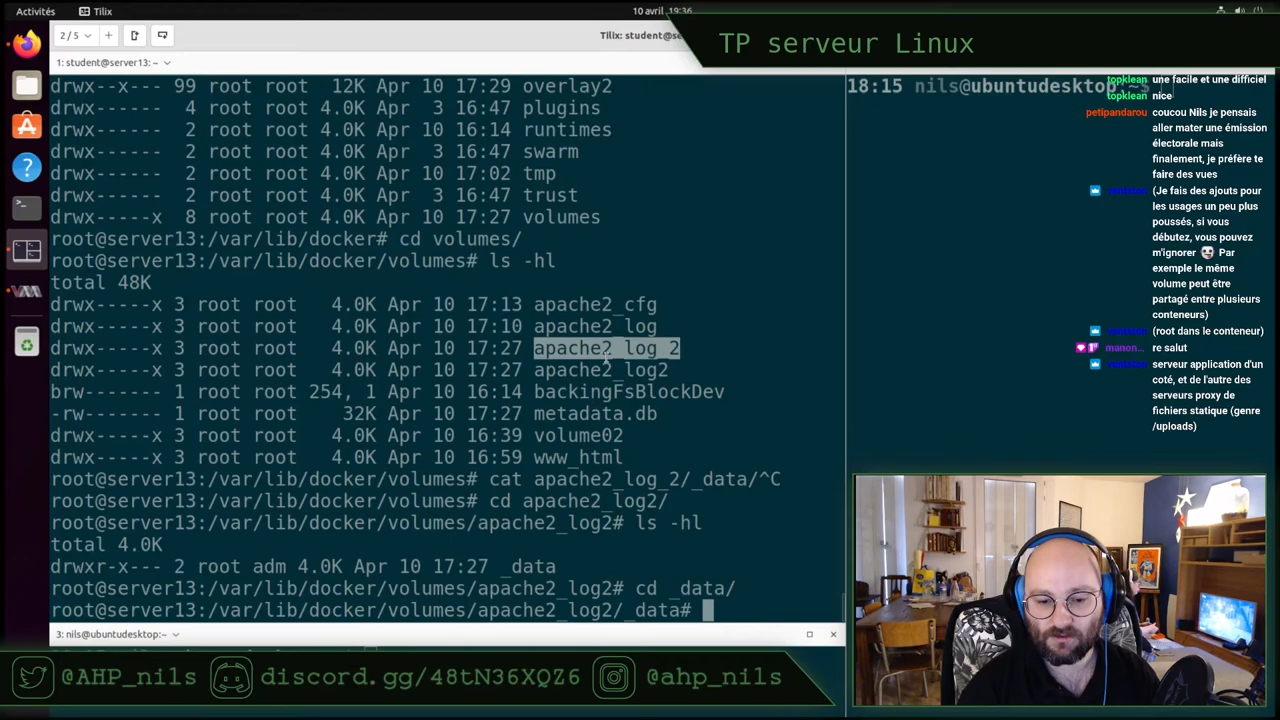 Activités
Tilix
10 avril 19:36
TP serveur Linux
2/5
Tilix: student@se
1: student@server13: ~
drwx--x--- 99 root root 12K Apr 10 17:29 overlay2
drwx------ 4 root root 4.0K Apr 3 16:47 plugins
drwx------ 2 root root 4.0K Apr 10 16:14 runtimes
drwx------ 2 root root 4.0K Apr 3 16:47 swarm
drwx------ 2 root root 4.0K Apr 10 17:02 tmp
drwx------ 2 root root 4.0K Apr 3 16:47 trust
drwx-----x 8 root root 4.0K Apr 10 17:27 volumes
root@server13:/var/lib/docker# cd volumes/
root@server13:/var/lib/docker/volumes# ls -hl
total 48K
drwx-----x 3 root root 4.0K Apr 10 17:13 apache2_cfg
drwx-----x 3 root root 4.0K Apr 10 17:10 apache2_log
drwx-----x 3 root root 4.0K Apr 10 17:27 apache2_log_2
drwx-----x 3 root root 4.0K Apr 10 17:27 apache2_log2
brw------- 1 root root 254, 1 Apr 10 16:14 backingFsBlockDev
-rw------- 1 root root 32K Apr 10 17:27 metadata.db
drwx-----x 3 root root 4.0K Apr 10 16:39 volume02
drwx-----x 3 root root 4.0K Apr 10 16:59 www_html
root@server13:/var/lib/docker/volumes# cat apache2_log_2/_data/^C
root@server13:/var/lib/docker/volumes# cd apache2_log2/
root@server13:/var/lib/docker/volumes/apache2_log2# ls -hl
total 4.0K
drwxr-x--- 2 root adm 4.0K Apr 10 17:27 _data
root@server13:/var/lib/docker/volumes/apache2_log2# cd _data/
root@server13:/var/lib/docker/volumes/apache2_log2/_data#
3: nils@ubuntudesktop:~
18:15 nils@ubuntudesktop:~$
topklean une facile et une difficile
topklean nice
petipandarou coucou Nils je pensais
aller mater une émission
électorale mais
finalement, je préfère te
faire des vues
(Je fais des ajouts pour
les usages un peu plus
poussés, si vous
débutez, vous pouvez
m'ignorer Par
exemple le même
volume peut être
partagé entre plusieurs
conteneurs)
(root dans le conteneur)
manon... re salut
serveur application d'un
coté, et de l'autre des
serveurs proxy de
fichiers statique (genre
/uploads)
@AHP_nils
discord.gg/48tN36XQZ6
@ahp_nils